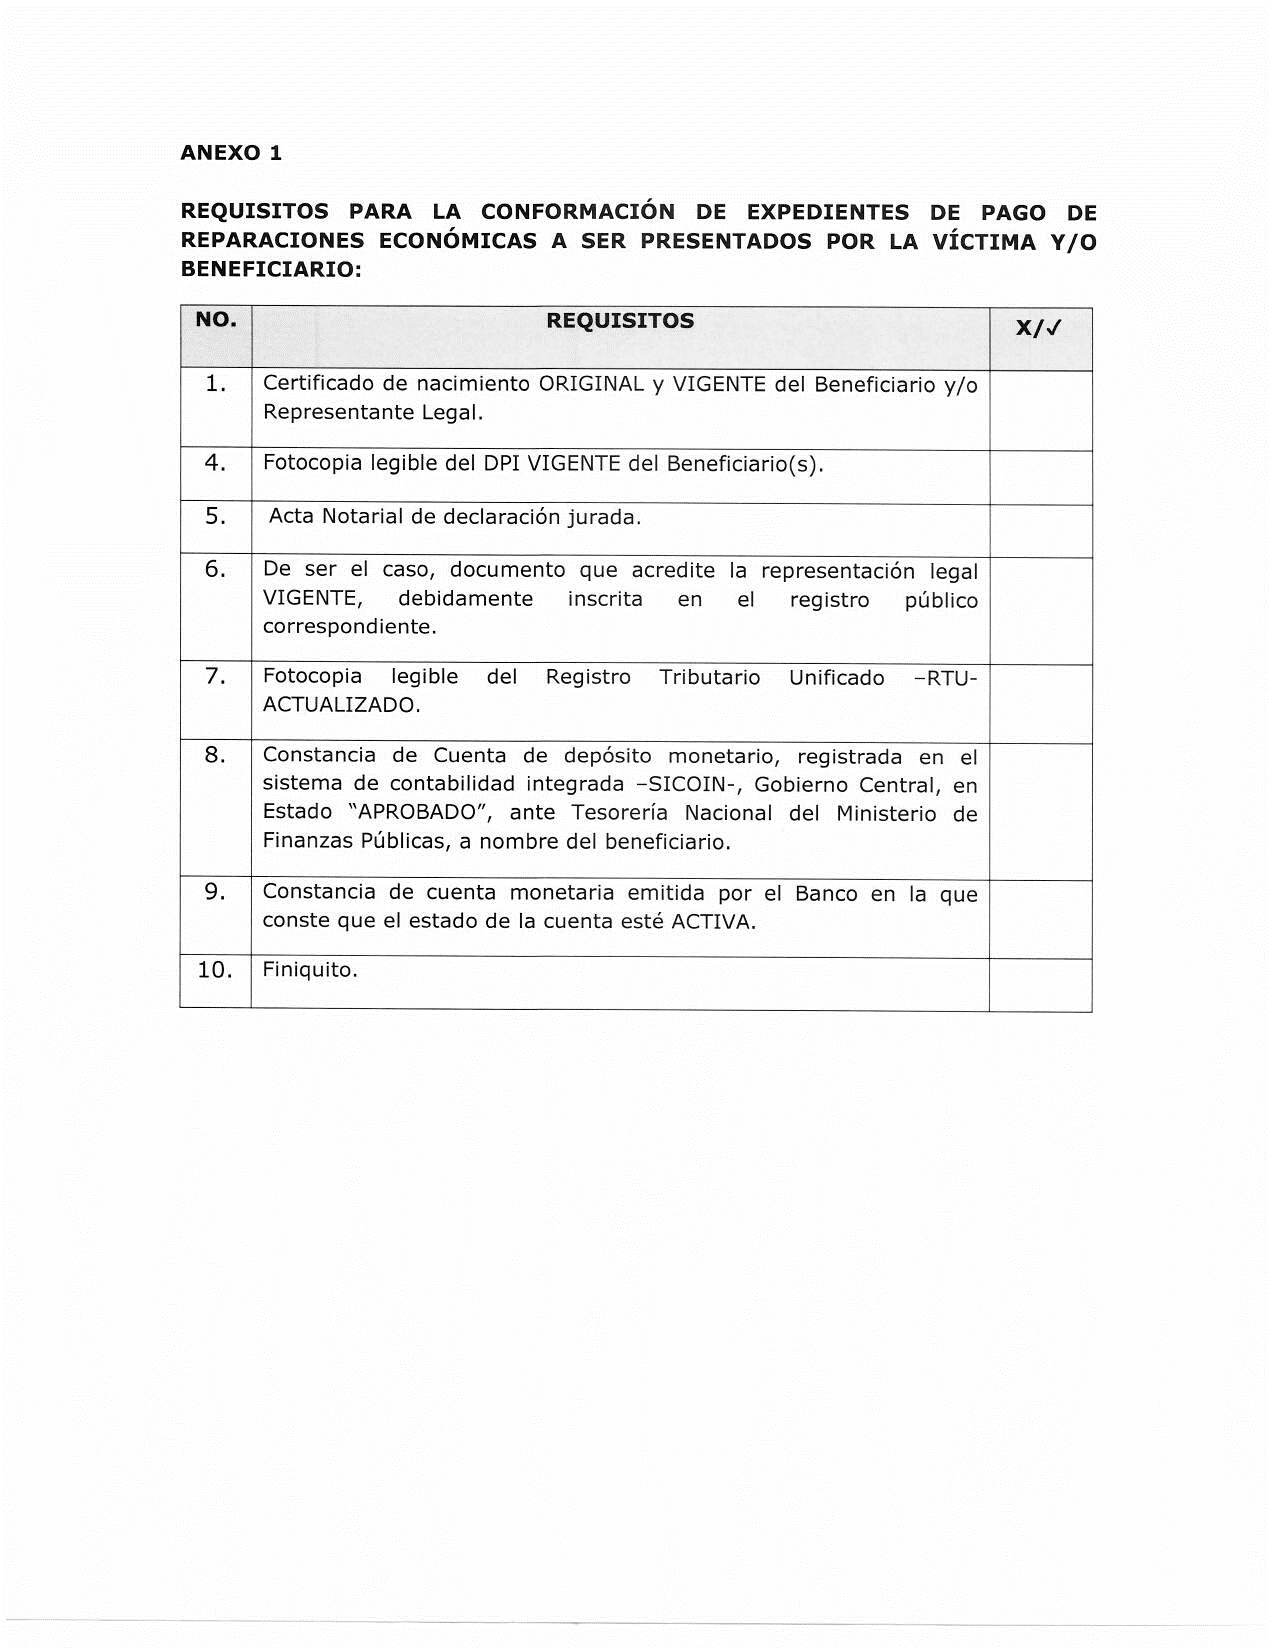 ANEXO 1
REQUISITOS PARA LA CONFORMACIÓN DE EXPEDIENTES DE PAGO DE
REPARACIONES ECONÓMICAS A SER PRESENTADOS POR LA VÍCTIMA Y/O
BENEFICIARIO:
NO. REQUISITOS X/✓
1. Certificado de nacimiento ORIGINAL y VIGENTE del Beneficiario y/o
Representante Legal.
4. Fotocopia legible del DPI VIGENTE del Beneficiario(s).
5. Acta Notarial de declaración jurada.
6. De ser el caso, documento que acredite la representación legal
VIGENTE, debidamente inscrita en el registro público
correspondiente.
7. Fotocopia legible del Registro Tributario Unificado –RTU-
ACTUALIZADO.
8. Constancia de Cuenta de depósito monetario, registrada en el
sistema de contabilidad integrada –SICOIN-, Gobierno Central, en
Estado "APROBADO", ante Tesorería Nacional del Ministerio de
Finanzas Públicas, a nombre del beneficiario.
9. Constancia de cuenta monetaria emitida por el Banco en la que
conste que el estado de la cuenta esté ACTIVA.
10. Finiquito.